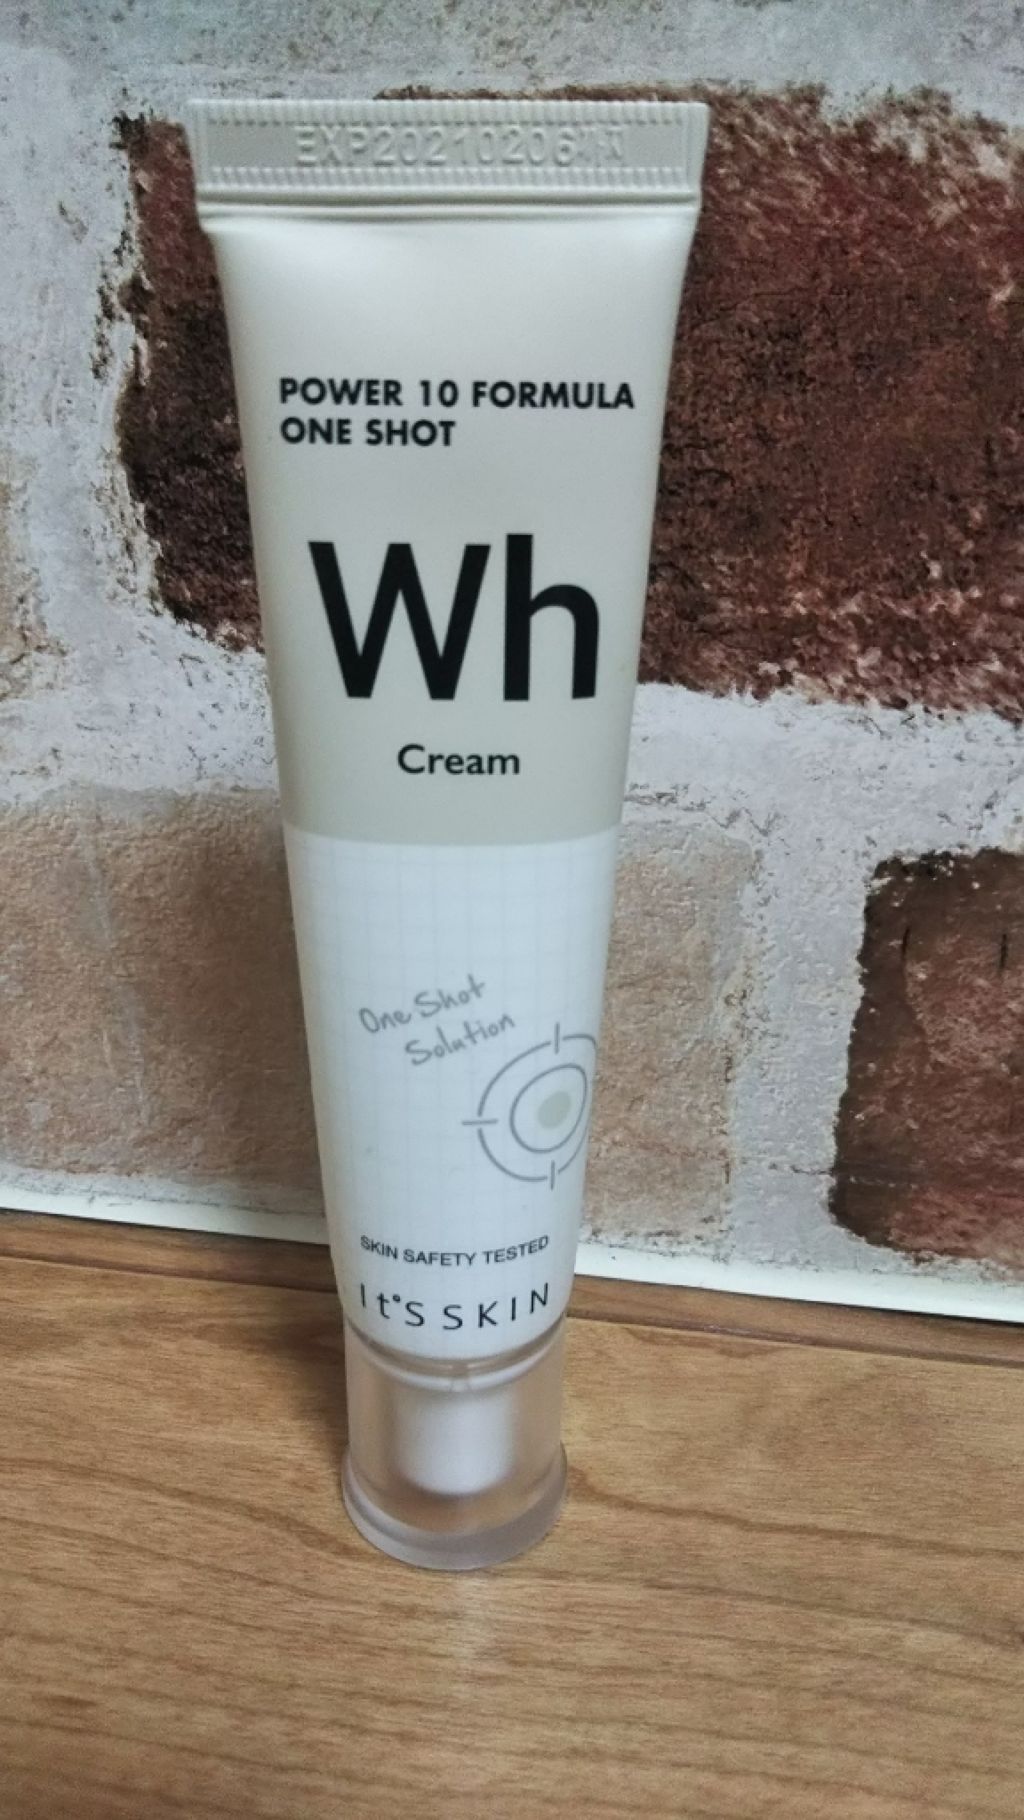 EXP20210206
POWER 10 FORMULA
ONE SHOT
Wh
Cream
One Shot
Solution
SKIN SAFETY TESTED
It'S SKIN